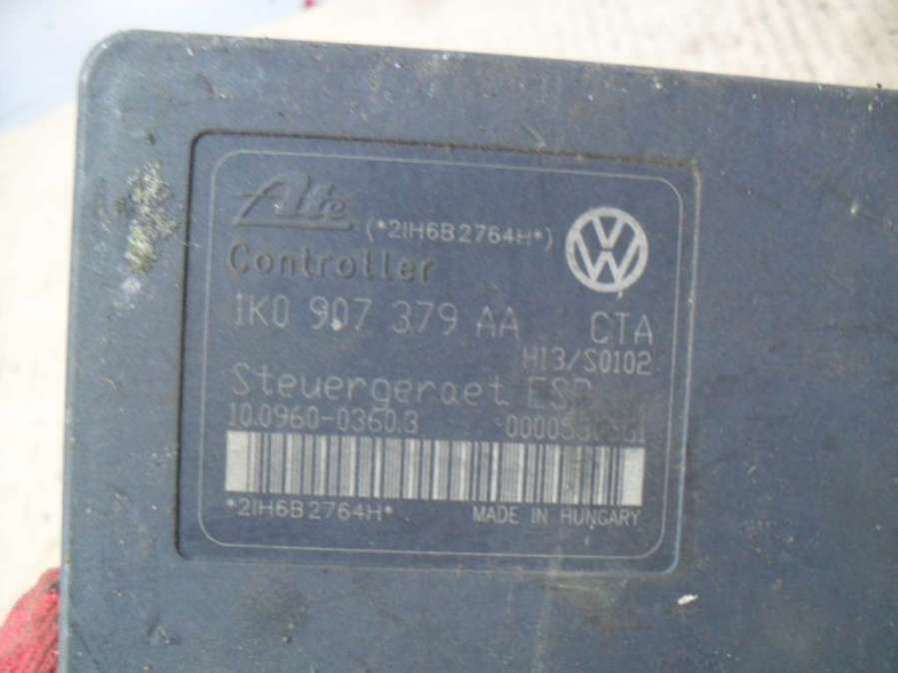 Ate (*2IH6B2764H*)
Controller
1K0 907 379 AA CTA
H13/S0102
Steuergeraet ESP
10.0960-0360.3
*2IH6B2764H* MADE IN HUNGARY